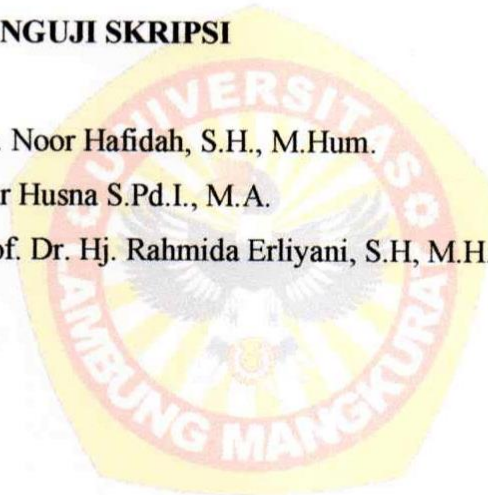 NGUJI SKRIPSI
. Noor Hafidah, S.H., M.Hum.
r Husna S.Pd.I., M.A.
of. Dr. Hj. Rahmida Erliyani, S.H, M.H.
UNIVERSITAS
LAMBUNG MANGKURAT